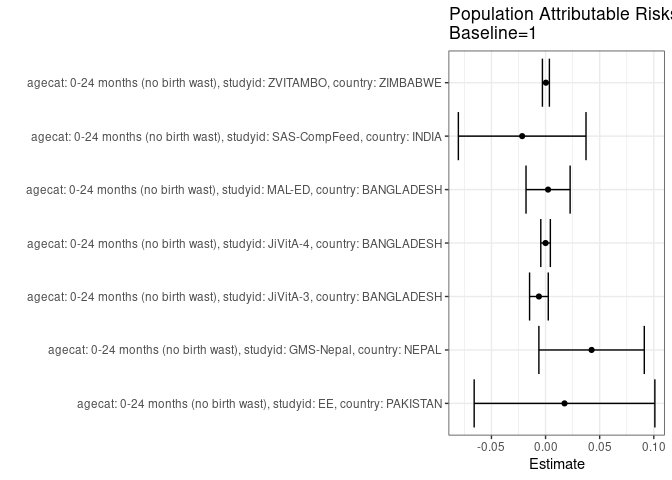 Population Attributable Risks
Baseline=1
agecat: 0-24 months (no birth wast), studyid: ZVITAMBO, country: ZIMBABWE
agecat: 0-24 months (no birth wast), studyid: SAS-CompFeed, country: INDIA
agecat: 0-24 months (no birth wast), studyid: MAL-ED, country: BANGLADESH
agecat: 0-24 months (no birth wast), studyid: JiVitA-4, country: BANGLADESH
agecat: 0-24 months (no birth wast), studyid: JiVitA-3, country: BANGLADESH
agecat: 0-24 months (no birth wast), studyid: GMS-Nepal, country: NEPAL
agecat: 0-24 months (no birth wast), studyid: EE, country: PAKISTAN
-0.05 0.00 0.05 0.10
Estimate